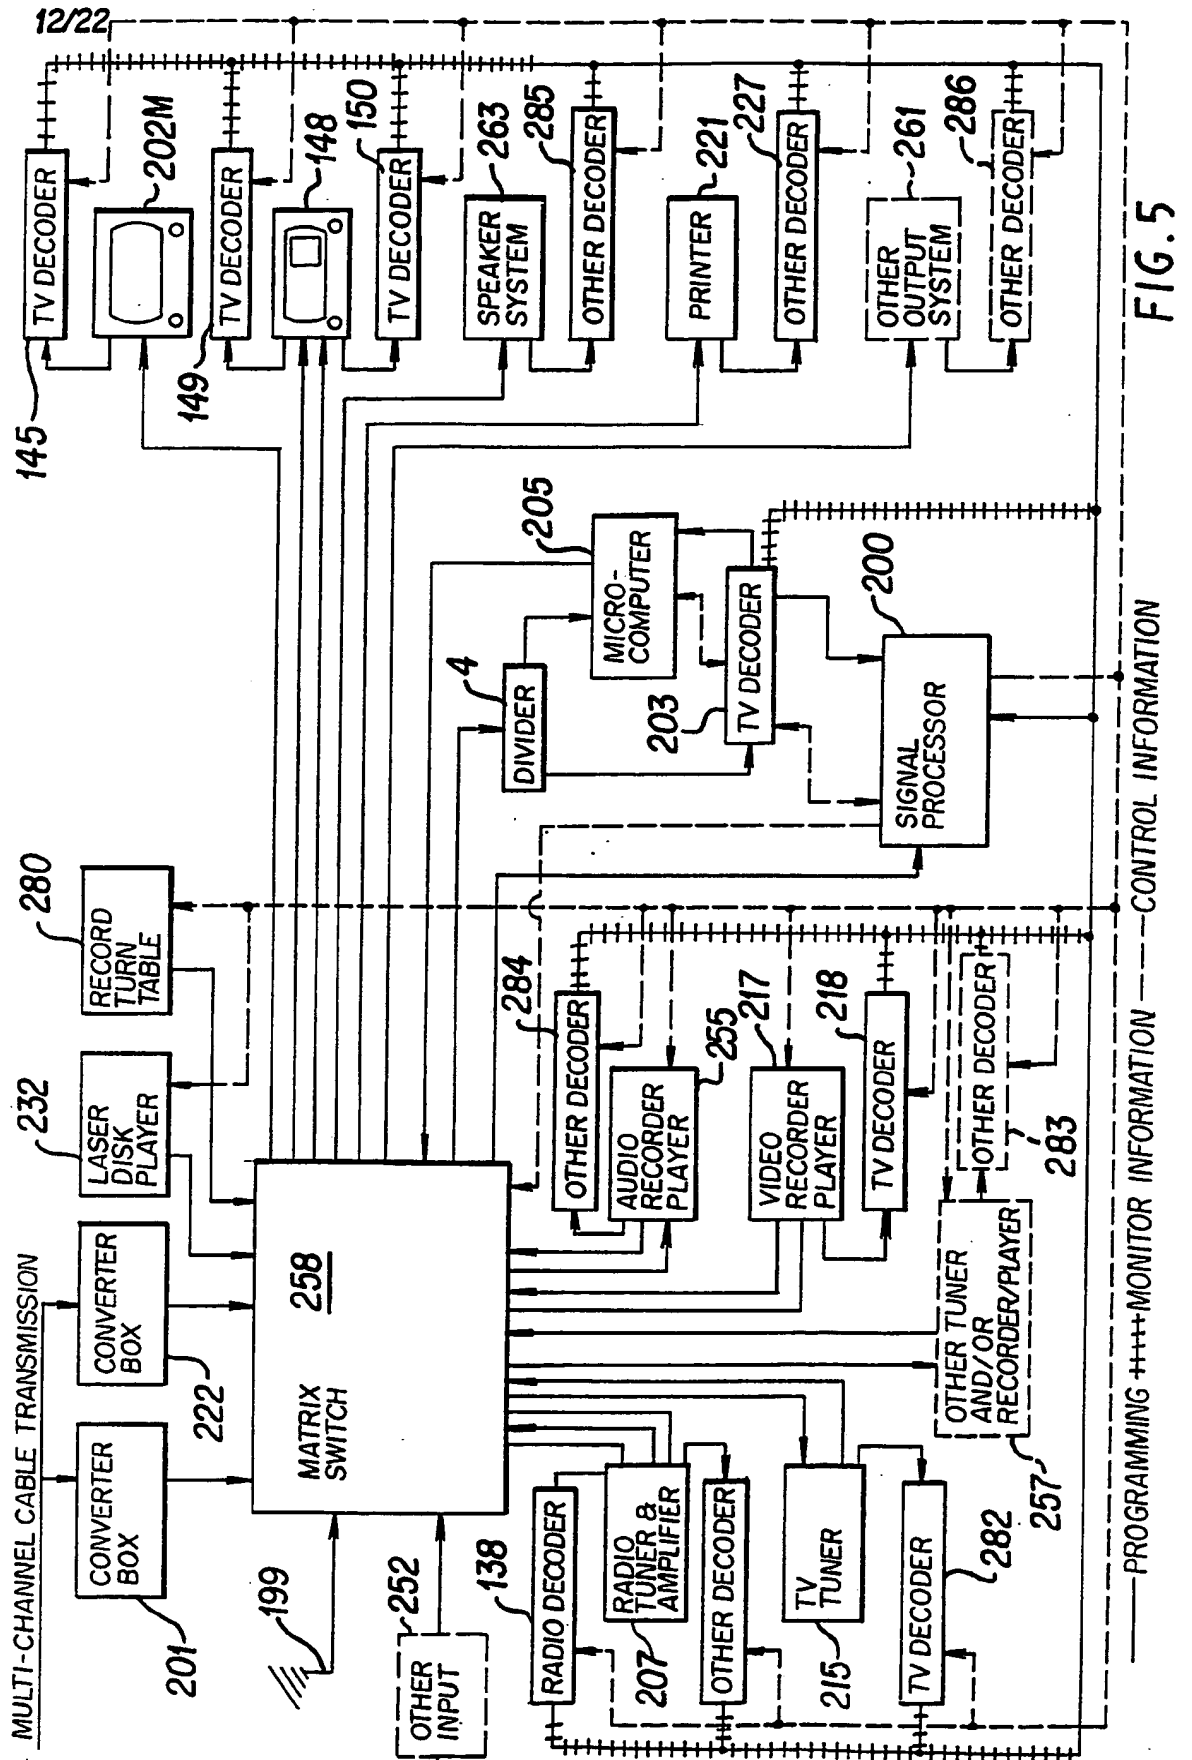 12/22
MULTI-CHANNEL CABLE TRANSMISSION
201
CONVERTER
BOX
222
CONVERTER
BOX
232
LASER
DISK
PLAYER
280
RECORD
TURN
TABLE
199
252
OTHER
INPUT
MATRIX
SWITCH
258
145
TV DECODER
202M
149
TV DECODER
148
150
TV DECODER
263
SPEAKER
SYSTEM
285
OTHER DECODER
221
PRINTER
227
OTHER DECODER
261
OTHER
OUTPUT
SYSTEM
286
OTHER DECODER
4
DIVIDER
205
MICRO-
COMPUTER
203
TV DECODER
200
SIGNAL
PROCESSOR
138
RADIO DECODER
207
RADIO
TUNER &
AMPLIFIER
OTHER DECODER
215
TV
TUNER
282
TV DECODER
284
OTHER DECODER
255
AUDIO
RECORDER
PLAYER
217
VIDEO
RECORDER
PLAYER
218
TV DECODER
283
OTHER DECODER
257
OTHER TUNER
AND/OR
RECORDER/PLAYER
PROGRAMMING MONITOR INFORMATION CONTROL INFORMATION
FIG. 5